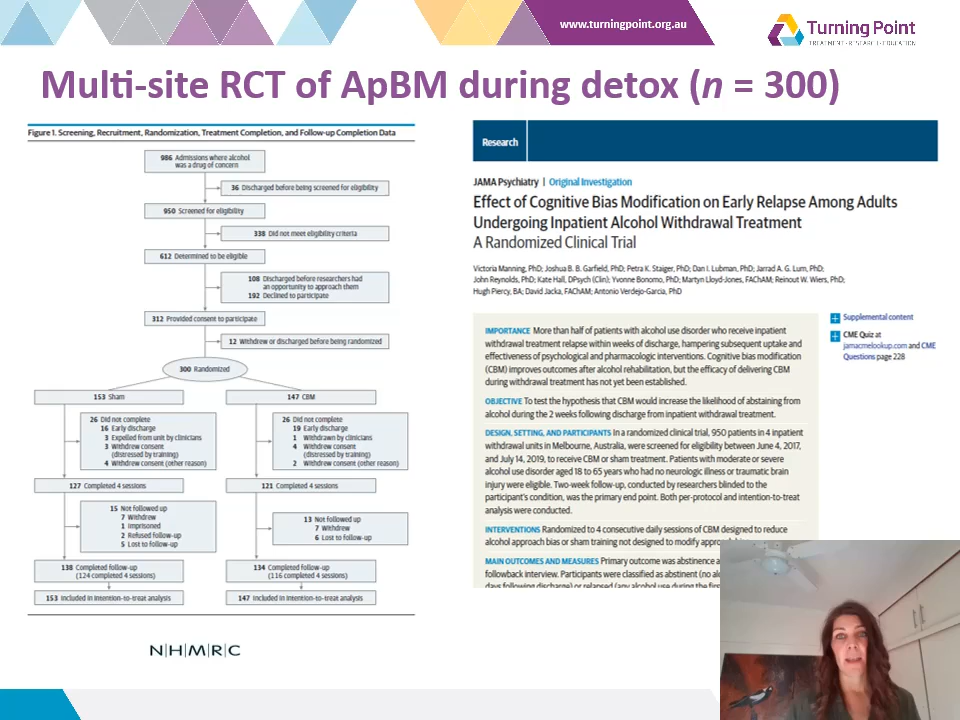 www.turningpoint.org.au
Turning Point
TREATMENT • RESEARCH • EDUCATION
Multi-site RCT of ApBM during detox (n = 300)
Figure 1. Screening, Recruitment, Randomization, Treatment Completion, and Follow-up Completion Data
986 Admissions where alcohol
was a drug of concern
36 Discharged before being screened for eligibility
950 Screened for eligibility
338 Did not meet eligibility criteria
612 Determined to be eligible
108 Discharged before researchers had
an opportunity to approach them
192 Declined to participate
312 Provided consent to participate
12 Withdrew or discharged before being randomized
300 Randomized
153 Sham
26 Did not complete
16 Early discharge
3 Expelled from unit by clinicians
3 Withdrew consent
(distressed by training)
4 Withdrew consent (other reason)
127 Completed 4 sessions
15 Not followed up
7 Withdrew
1 Imprisoned
2 Refused follow-up
5 Lost to follow-up
138 Completed follow-up
(124 completed 4 sessions)
153 Included in intention-to-treat analysis
147 CBM
26 Did not complete
19 Early discharge
1 Withdrawn by clinicians
4 Withdrew consent
(distressed by training)
2 Withdrew consent (other reason)
121 Completed 4 sessions
13 Not followed up
7 Withdrew
6 Lost to follow-up
134 Completed follow-up
(116 completed 4 sessions)
147 Included in intention-to-treat analysis
N|H|M|R|C
Research
JAMA Psychiatry | Original Investigation
Effect of Cognitive Bias Modification on Early Relapse Among Adults
Undergoing Inpatient Alcohol Withdrawal Treatment
A Randomized Clinical Trial
Victoria Manning, PhD; Joshua B. B. Garfield, PhD; Petra K. Staiger, PhD; Dan I. Lubman, PhD; Jarrad A. G. Lum, PhD;
John Reynolds, PhD; Kate Hall, DPsych (Clin); Yvonne Bonomo, PhD; Martyn Lloyd-Jones, FAChAM; Reinout W. Wiers, PhD;
Hugh Piercy, BA; David Jacka, FAChAM; Antonio Verdejo-Garcia, PhD
IMPORTANCE More than half of patients with alcohol use disorder who receive inpatient
withdrawal treatment relapse within weeks of discharge, hampering subsequent uptake and
effectiveness of psychological and pharmacologic interventions. Cognitive bias modification
(CBM) improves outcomes after alcohol rehabilitation, but the efficacy of delivering CBM
during withdrawal treatment has not yet been established.
OBJECTIVE To test the hypothesis that CBM would increase the likelihood of abstaining from
alcohol during the 2 weeks following discharge from inpatient withdrawal treatment.
DESIGN, SETTING, AND PARTICIPANTS In a randomized clinical trial, 950 patients in 4 inpatient
withdrawal units in Melbourne, Australia, were screened for eligibility between June 4, 2017,
and July 14, 2019, to receive CBM or sham treatment. Patients with moderate or severe
alcohol use disorder aged 18 to 65 years who had no neurologic illness or traumatic brain
injury were eligible. Two-week follow-up, conducted by researchers blinded to the
participant's condition, was the primary end point. Both per-protocol and intention-to-treat
analysis were conducted.
INTERVENTIONS Randomized to 4 consecutive daily sessions of CBM designed to reduce
alcohol approach bias or sham training not designed to modify
MAIN OUTCOMES AND MEASURES Primary outcome was abstinence
followback interview. Participants were classified as abstinent (no
days following discharge) or relapsed (any alcohol use during the
Supplemental content
CME Quiz at
jamacmelookup.com and CME
Questions page 228